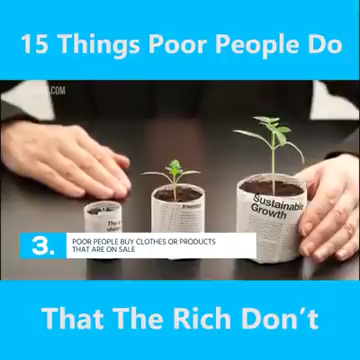 15 Things Poor People Do
.COM
Sustainable
Growth
3.
POOR PEOPLE BUY CLOTHES OR PRODUCTS
THAT ARE ON SALE
That The Rich Don't